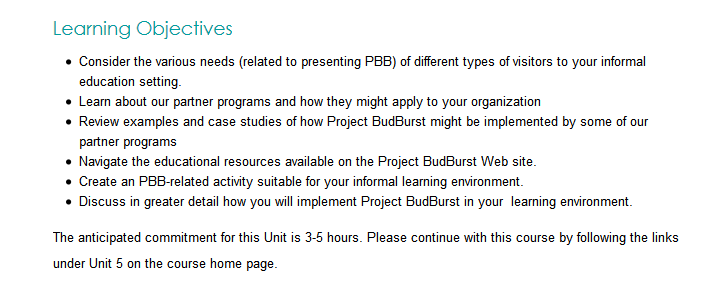 Learning Objectives
• Consider the various needs (related to presenting PBB) of different types of visitors to your informal
education setting.
• Learn about our partner programs and how they might apply to your organization
• Review examples and case studies of how Project BudBurst might be implemented by some of our
partner programs
• Navigate the educational resources available on the Project BudBurst Web site.
• Create an PBB-related activity suitable for your informal learning environment.
• Discuss in greater detail how you will implement Project BudBurst in your  learning environment.
The anticipated commitment for this Unit is 3-5 hours. Please continue with this course by following the links
under Unit 5 on the course home page.